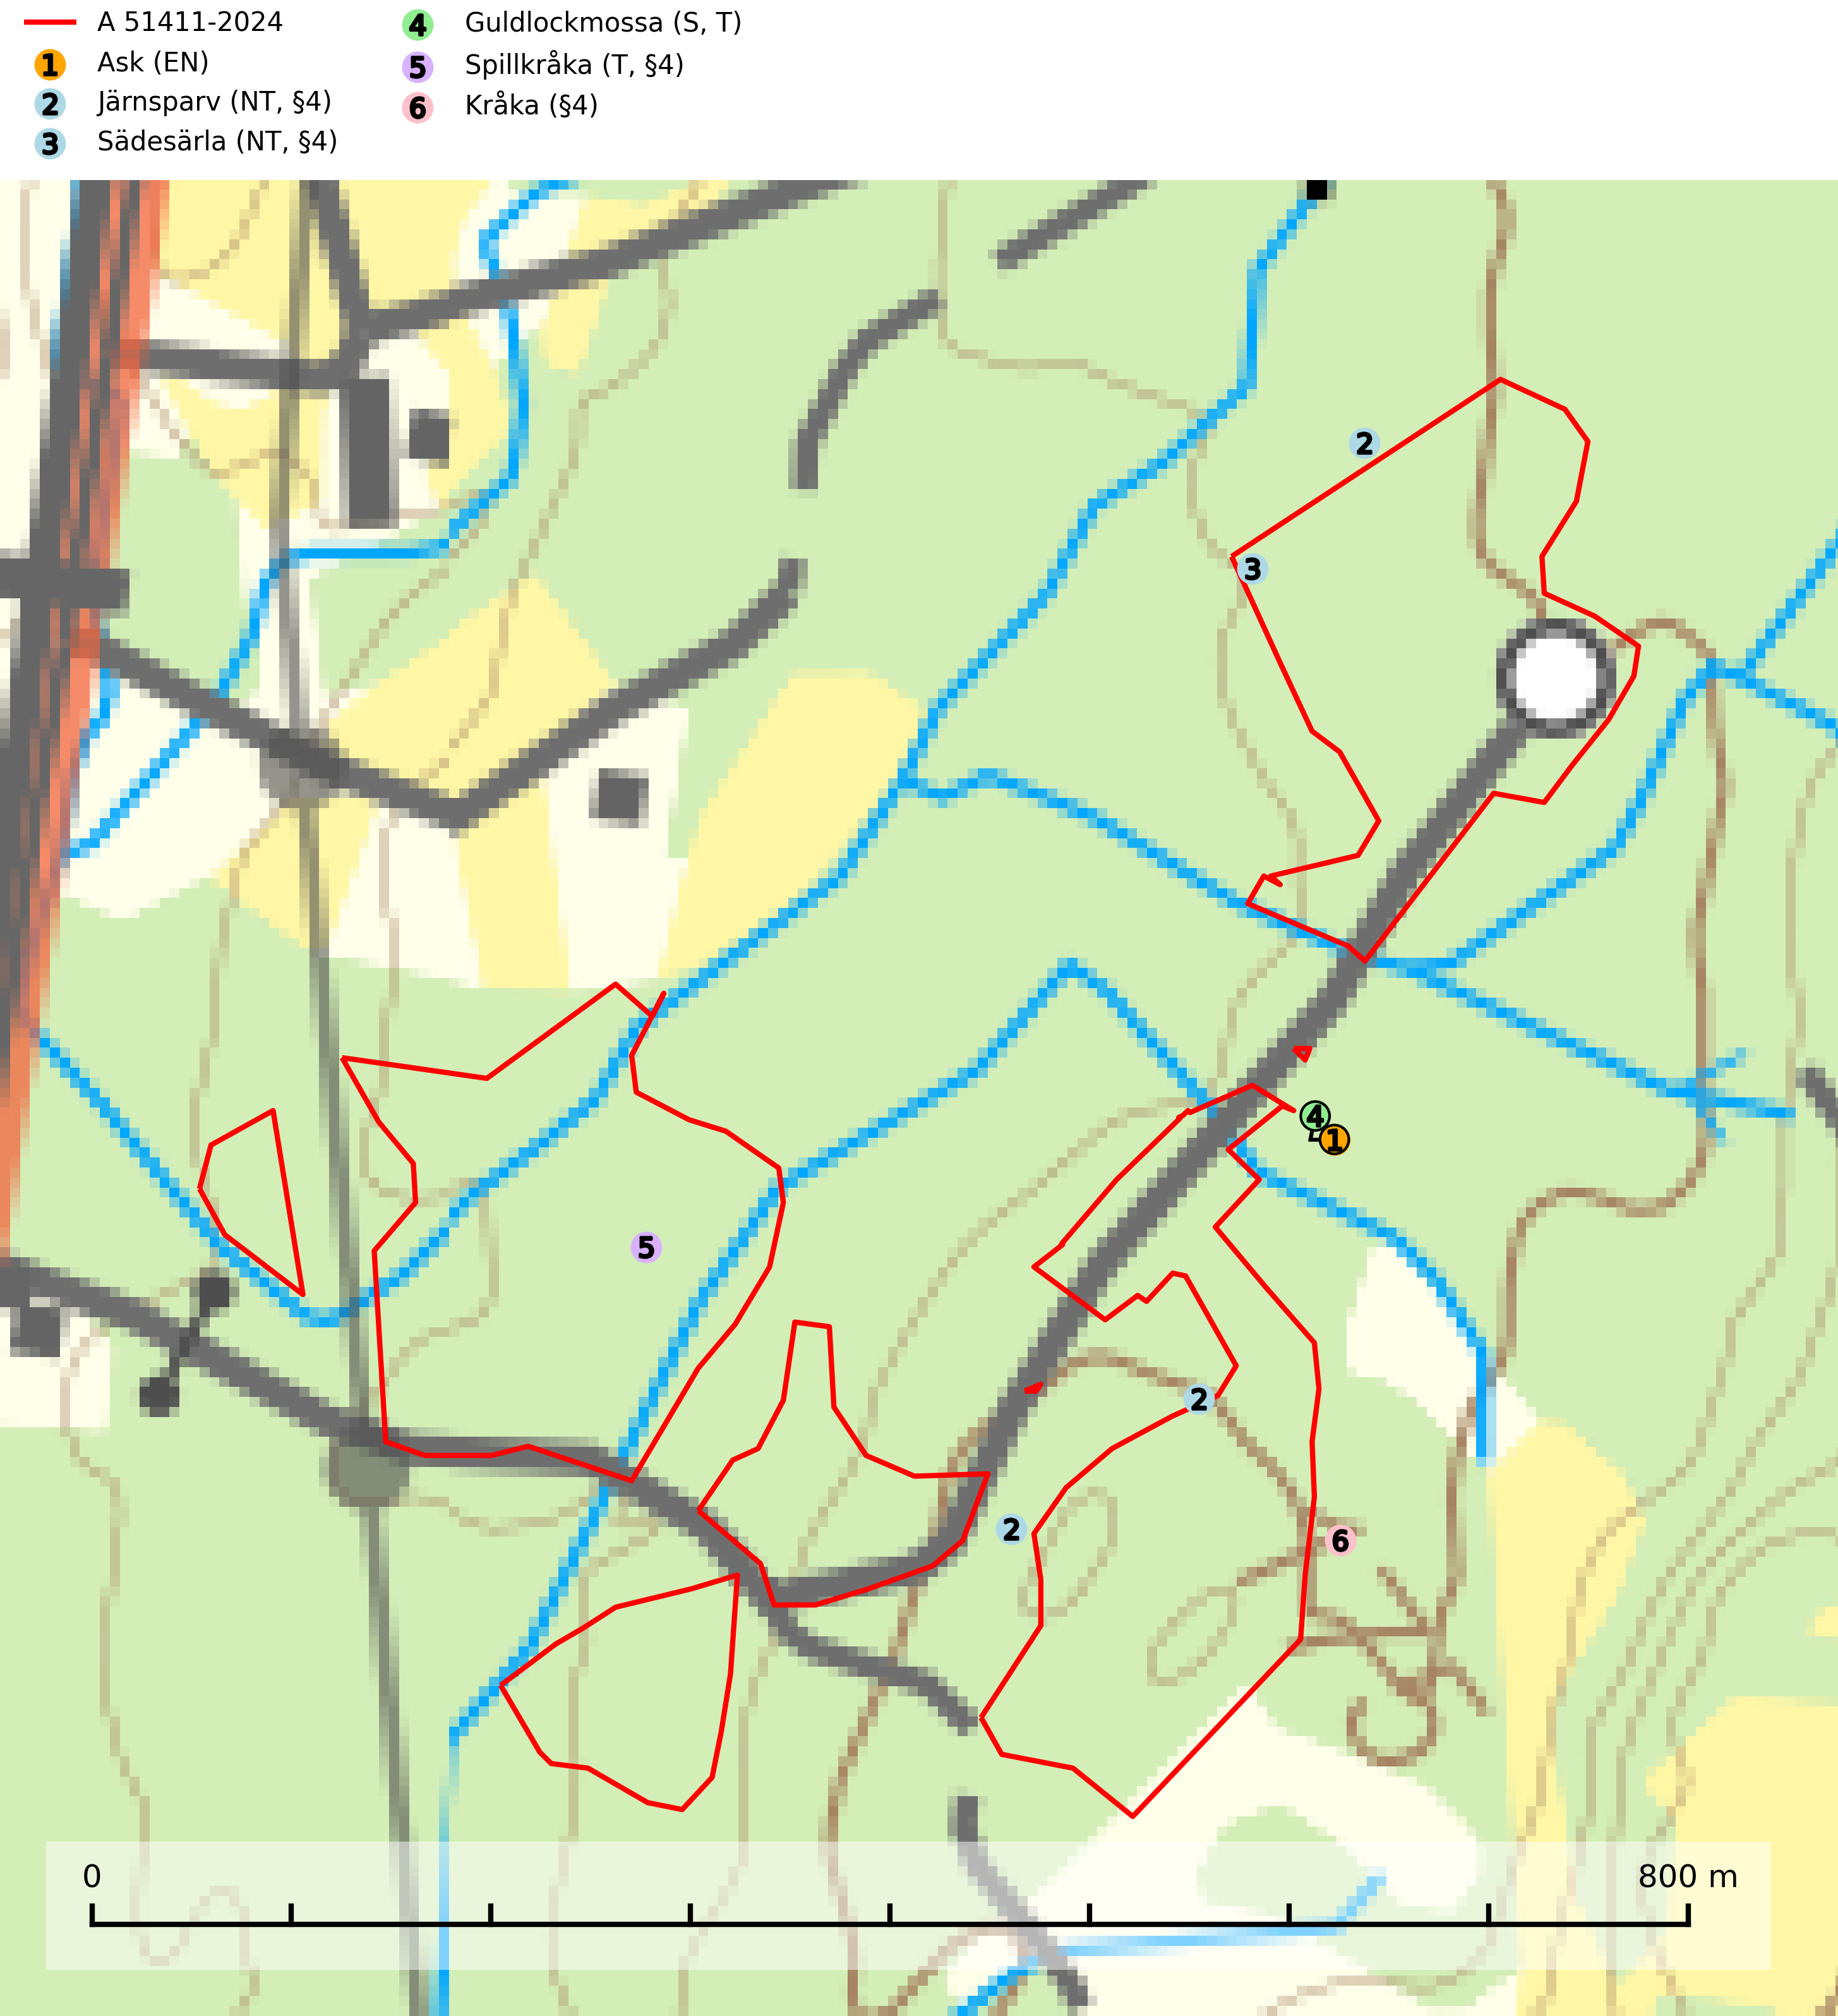 A 51411-2024
1 Ask (EN)
2 Järnsparv (NT, §4)
3 Sädesärla (NT, §4)
4 Guldlockmossa (S, T)
5 Spillkråka (T, §4)
6 Kråka (§4)
2
3
4
1
5
2
2
6
0 800 m